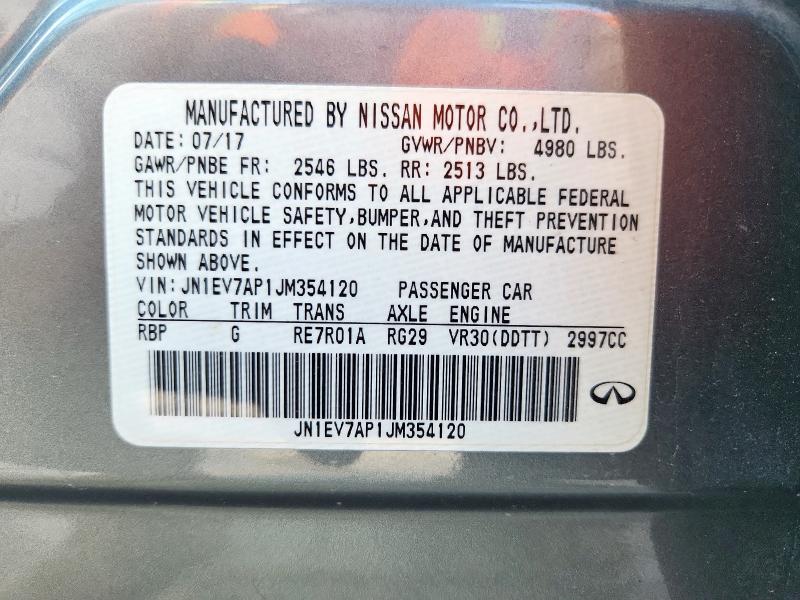 MANUFACTURED BY NISSAN MOTOR CO.,LTD.
DATE: 07/17 GVWR/PNBV: 4980 LBS.
GAWR/PNBE FR: 2546 LBS. RR: 2513 LBS.
THIS VEHICLE CONFORMS TO ALL APPLICABLE FEDERAL
MOTOR VEHICLE SAFETY,BUMPER,AND THEFT PREVENTION
STANDARDS IN EFFECT ON THE DATE OF MANUFACTURE
SHOWN ABOVE.
VIN: JN1EV7AP1JM354120 PASSENGER CAR
COLOR TRIM TRANS AXLE ENGINE
RBP G RE7R01A RG29 VR30(DDTT) 2997CC
JN1EV7AP1JM354120